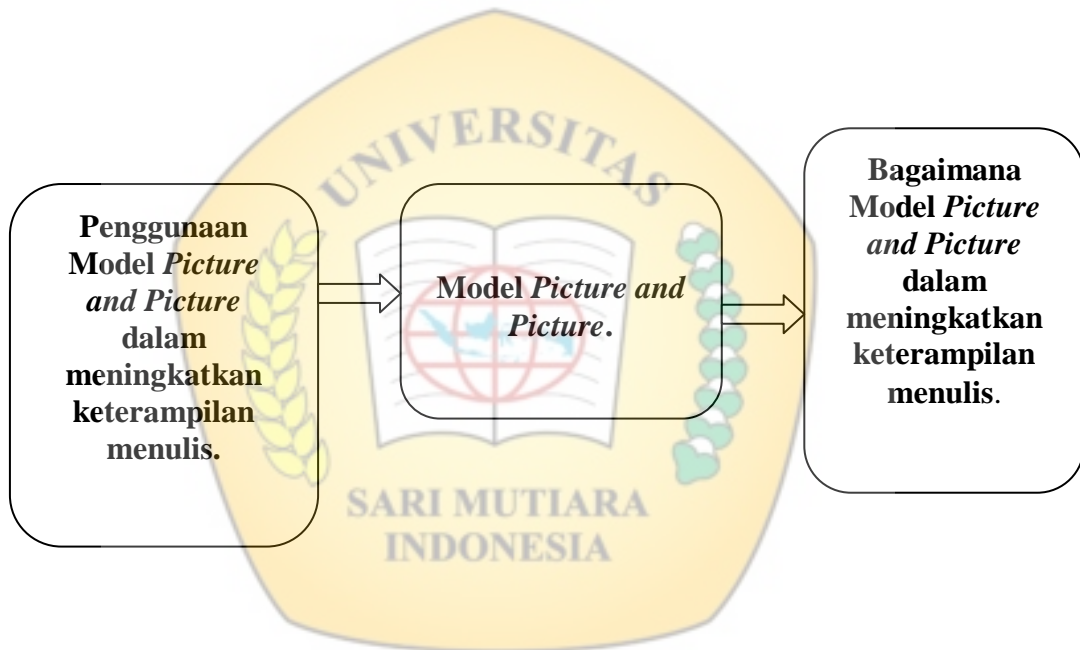 UNIVERSITAS
Penggunaan
Model Picture
and Picture
dalam
meningkatkan
keterampilan
menulis.
Model Picture and
Picture.
Bagaimana
Model Picture
and Picture
dalam
meningkatkan
keterampilan
menulis.
SARI MUTIARA
INDONESIA